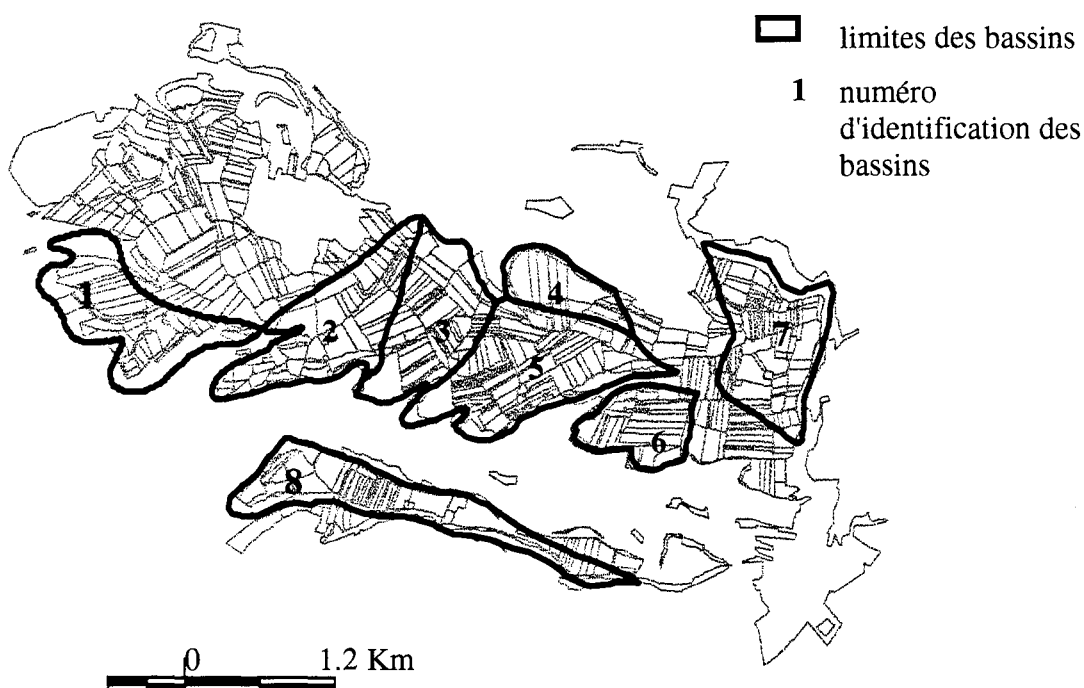 limites des bassins
1 numéro
d'identification des
bassins
1
2
3
4
5
6
7
8
0 1.2 Km